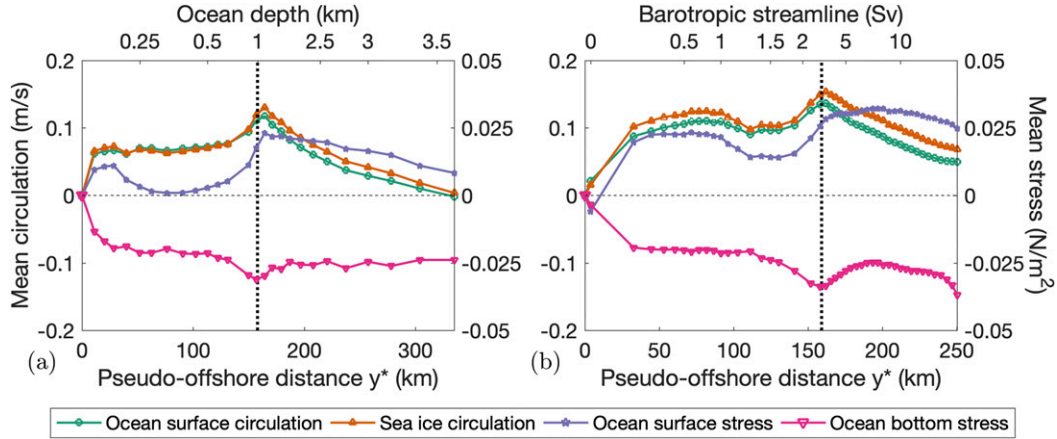 Ocean depth (km)
0.25 0.5 1 2.5 3 3.5
0.2 0.1 0 -0.1 -0.2
Mean circulation (m/s)
0.05 0.025 0 -0.025 -0.05
0 100 200 300
(a)
Pseudo-offshore distance y* (km)
Barotropic streamline (Sv)
0 0.5 1 1.5 2 5 10
0.2 0.1 0 -0.1 -0.2
0.05 0.025 0 -0.025 -0.05
Mean stress (N/m²)
0 50 100 150 200 250
(b)
Pseudo-offshore distance y* (km)
Ocean surface circulation Sea ice circulation Ocean surface stress Ocean bottom stress